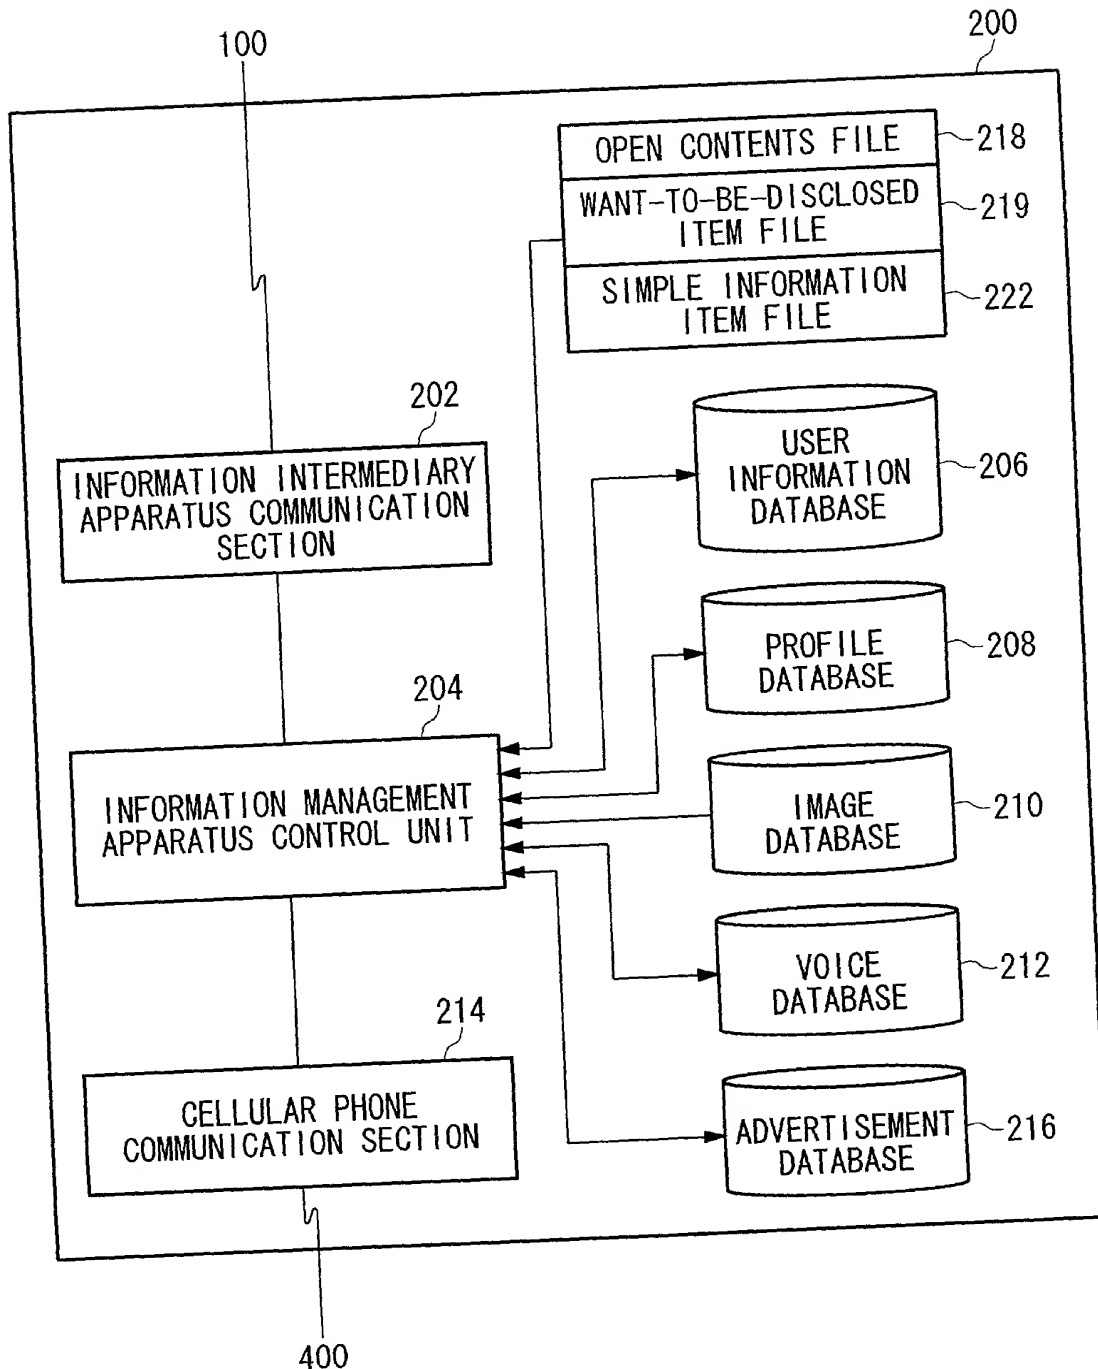 100
200
OPEN CONTENTS FILE
218
WANT-TO-BE-DISCLOSED
ITEM FILE
219
SIMPLE INFORMATION
ITEM FILE
222
202
INFORMATION INTERMEDIARY
APPARATUS COMMUNICATION
SECTION
USER
INFORMATION
DATABASE
206
PROFILE
DATABASE
208
204
INFORMATION MANAGEMENT
APPARATUS CONTROL UNIT
IMAGE
DATABASE
210
VOICE
DATABASE
212
214
CELLULAR PHONE
COMMUNICATION SECTION
ADVERTISEMENT
DATABASE
216
400